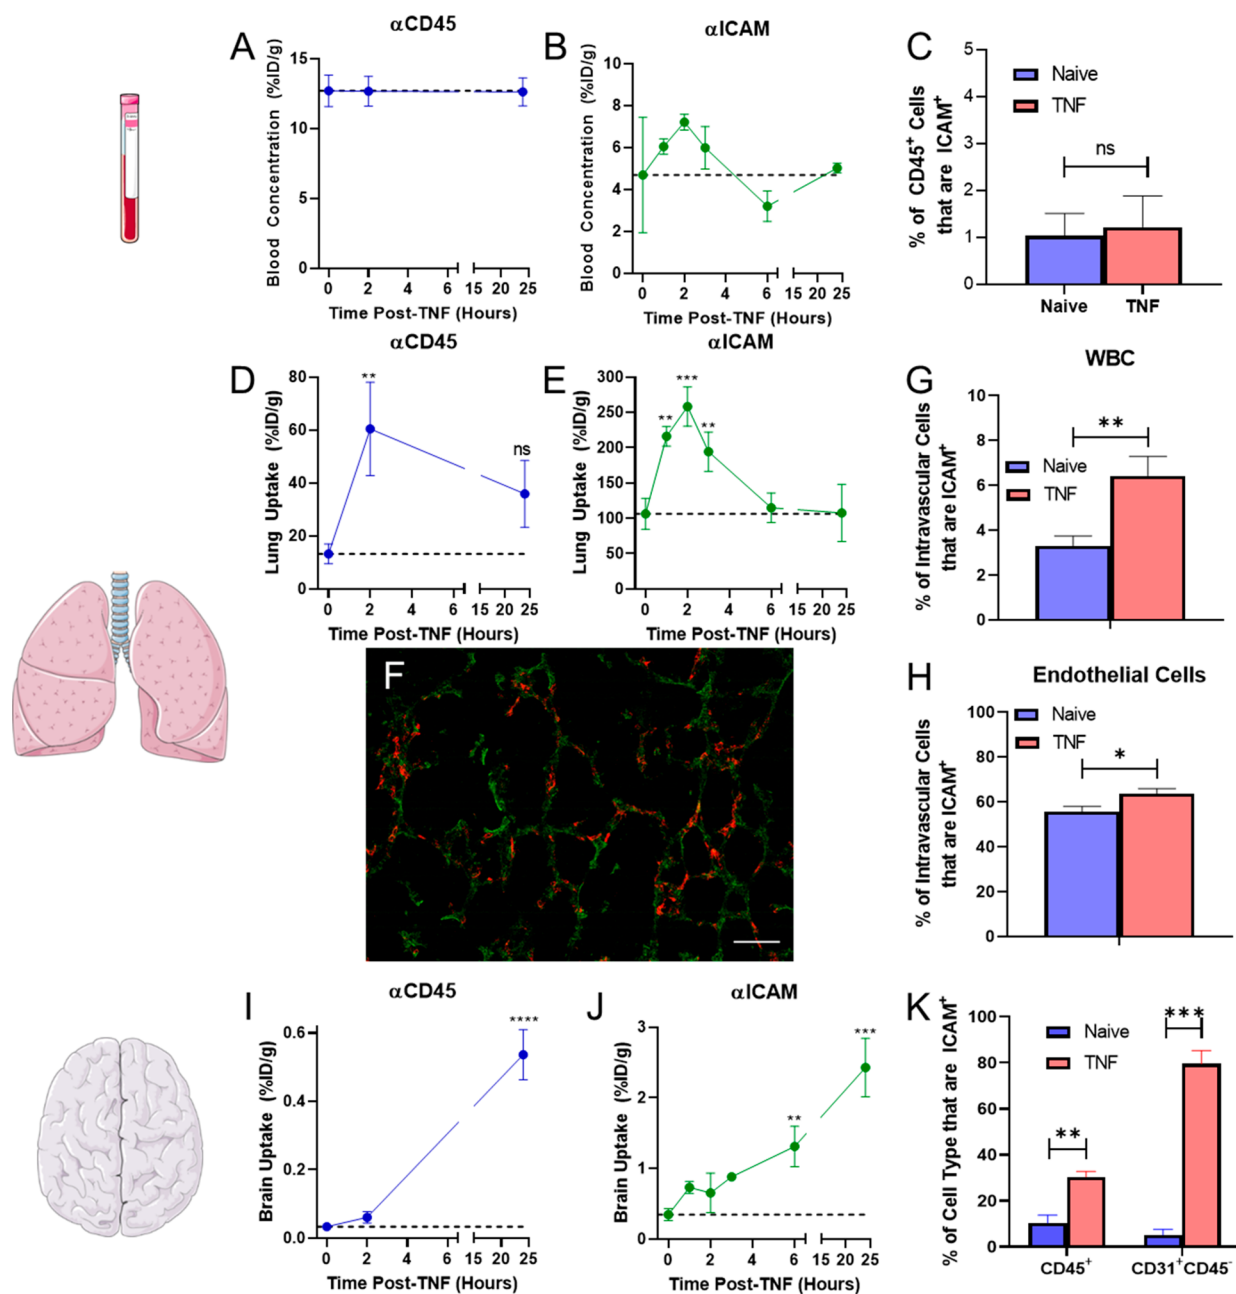 A
αCD45
Blood Concentration (%ID/g)
15
10
5
0
0 2 4 6 15 20 25
Time Post-TNF (Hours)
B
αICAM
Blood Concentration (%ID/g)
10
8
6
4
2
0
0 2 4 6 15 20 25
Time Post-TNF (Hours)
C
% of CD45⁺ Cells
that are ICAM⁺
5
4
3
2
1
0
Naive
TNF
ns
Naive TNF
D
αCD45
Lung Uptake (%ID/g)
80
60
40
20
0
**
ns
0 2 4 6 15 20 25
Time Post-TNF (Hours)
E
αICAM
Lung Uptake (%ID/g)
300
250
200
150
100
50
0
**
***
**
0 2 4 6 15 20 25
Time Post-TNF (Hours)
F
G
WBC
% of Intravascular Cells
that are ICAM⁺
10
8
6
4
2
0
Naive
TNF
**
H
Endothelial Cells
% of Intravascular Cells
that are ICAM⁺
100
80
60
40
20
0
Naive
TNF
*
I
αCD45
Brain Uptake (%ID/g)
0.6
0.4
0.2
0.0
****
0 2 4 6 15 20 25
Time Post-TNF (Hours)
J
αICAM
Brain Uptake (%ID/g)
3
2
1
0
**
***
0 2 4 6 15 20 25
Time Post-TNF (Hours)
K
% of Cell Type that are ICAM⁺
100
80
60
40
20
0
Naive
TNF
**
***
CD45⁺ CD31⁺CD45⁻